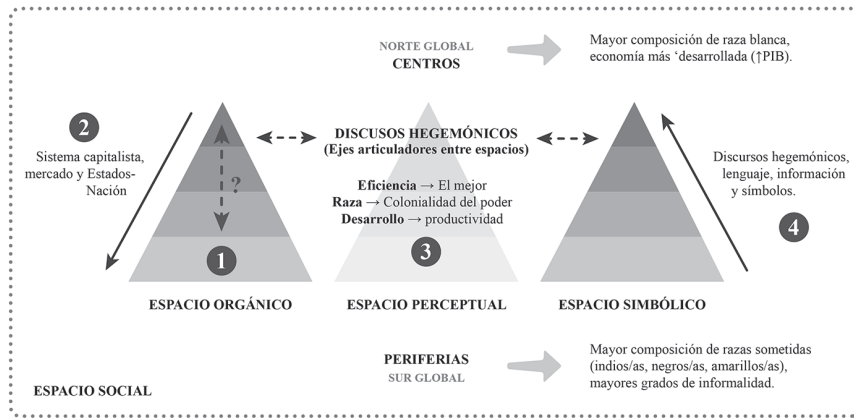 NORTE GLOBAL
CENTROS
Mayor composición de raza blanca,
economía más ‘desarrollada (↑PIB).
2
Sistema capitalista,
mercado y Estados-
Nación
?
1
DISCUSOS HEGEMÓNICOS
(Ejes articuladores entre espacios)
Eficiencia → El mejor
Raza → Colonialidad del poder
Desarrollo → productividad
3
Discursos hegemónicos,
lenguaje, información
y símbolos.
4
ESPACIO ORGÁNICO
ESPACIO PERCEPTUAL
ESPACIO SIMBÓLICO
PERIFERIAS
SUR GLOBAL
Mayor composición de razas sometidas
(indios/as, negros/as, amarillos/as),
mayores grados de informalidad.
ESPACIO SOCIAL